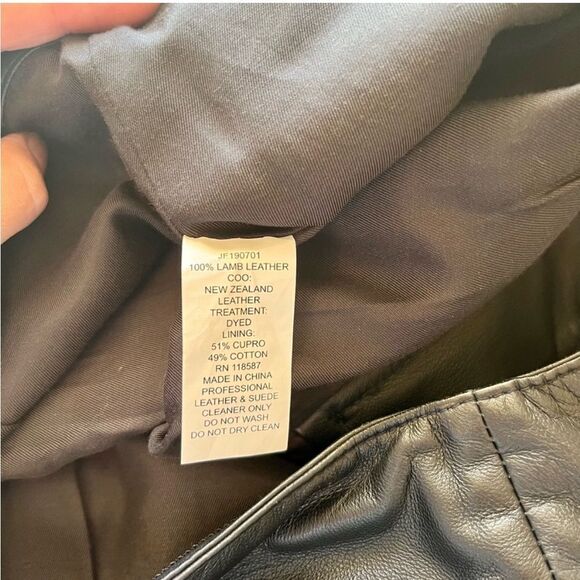 JF190701
100% LAMB LEATHER
COO:
NEW ZEALAND
LEATHER
TREATMENT:
DYED
LINING:
51% CUPRO
49% COTTON
RN 118587
MADE IN CHINA
PROFESSIONAL
LEATHER & SUEDE
CLEANER ONLY
DO NOT WASH
DO NOT DRY CLEAN